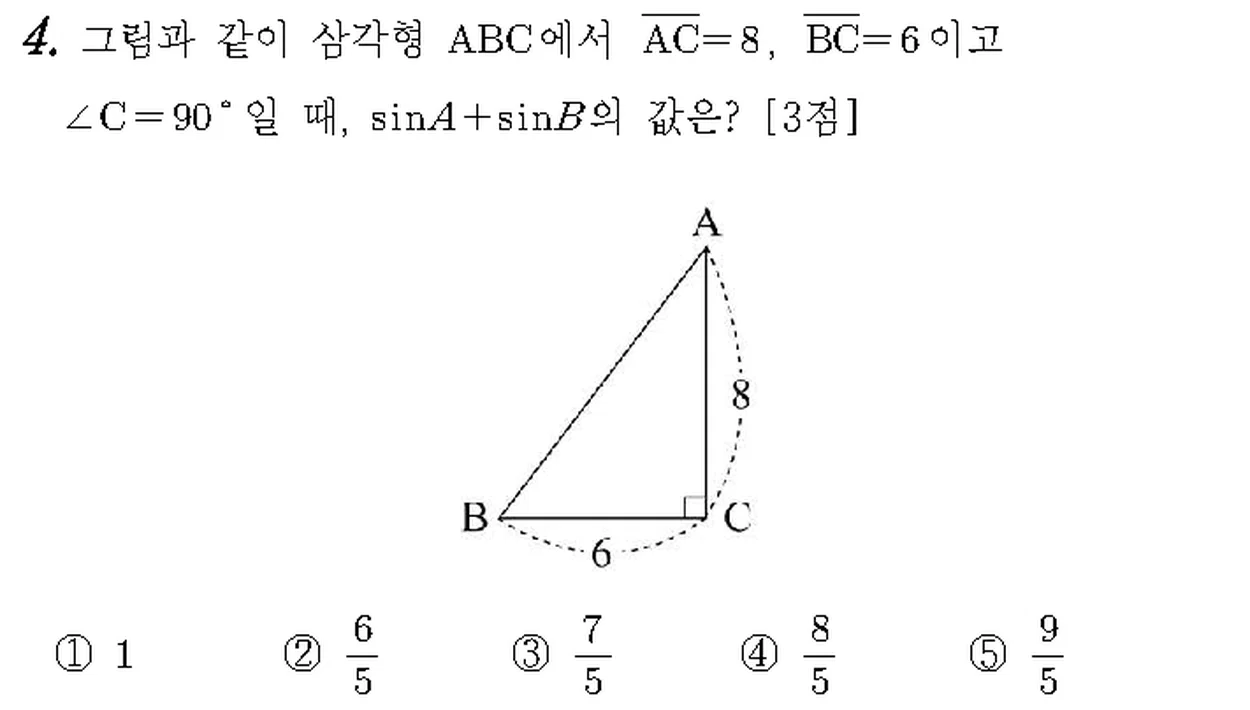 4. 그림과 같이 삼각형 ABC에서 \overline{AC}=8, \overline{BC}=6이고
∠C=90°일 때, sinA+sinB의 값은? [3점]
A
8
B
C
6
① 1 ② 6/5 ③ 7/5 ④ 8/5 ⑤ 9/5